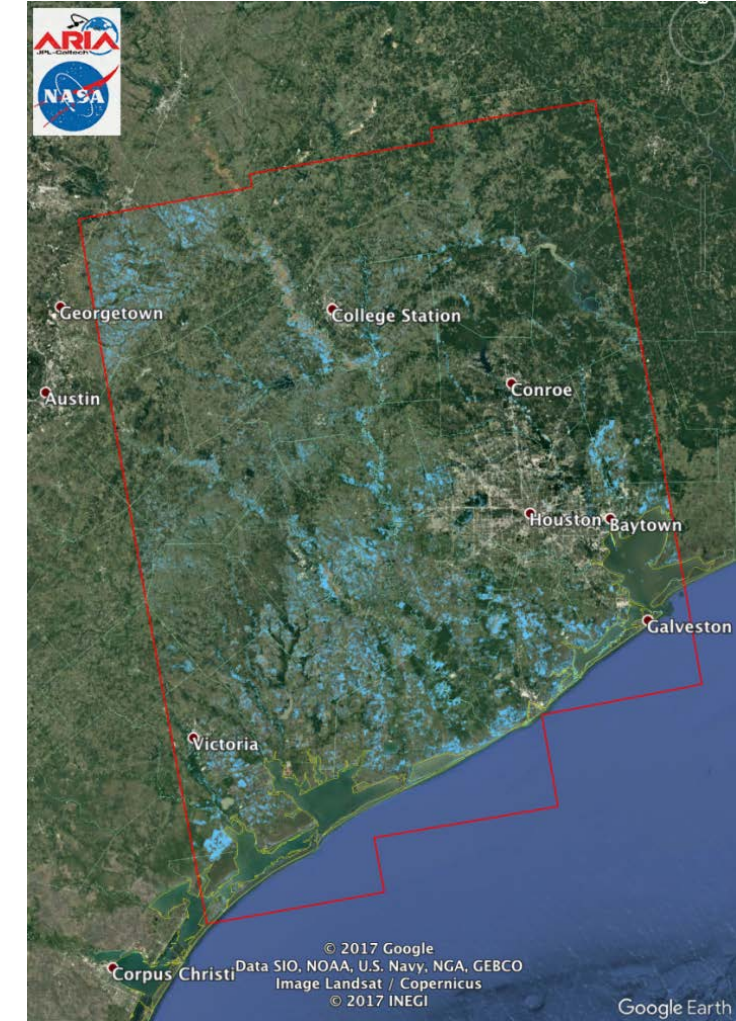 ARIA
JPL-Caltech
NASA
Georgetown
College Station
Austin
Conroe
Houston
Baytown
Galveston
Victoria
Corpus Christi
© 2017 Google
Data SIO, NOAA, U.S. Navy, NGA, GEBCO
Image Landsat / Copernicus
© 2017 INEGI
Google Earth